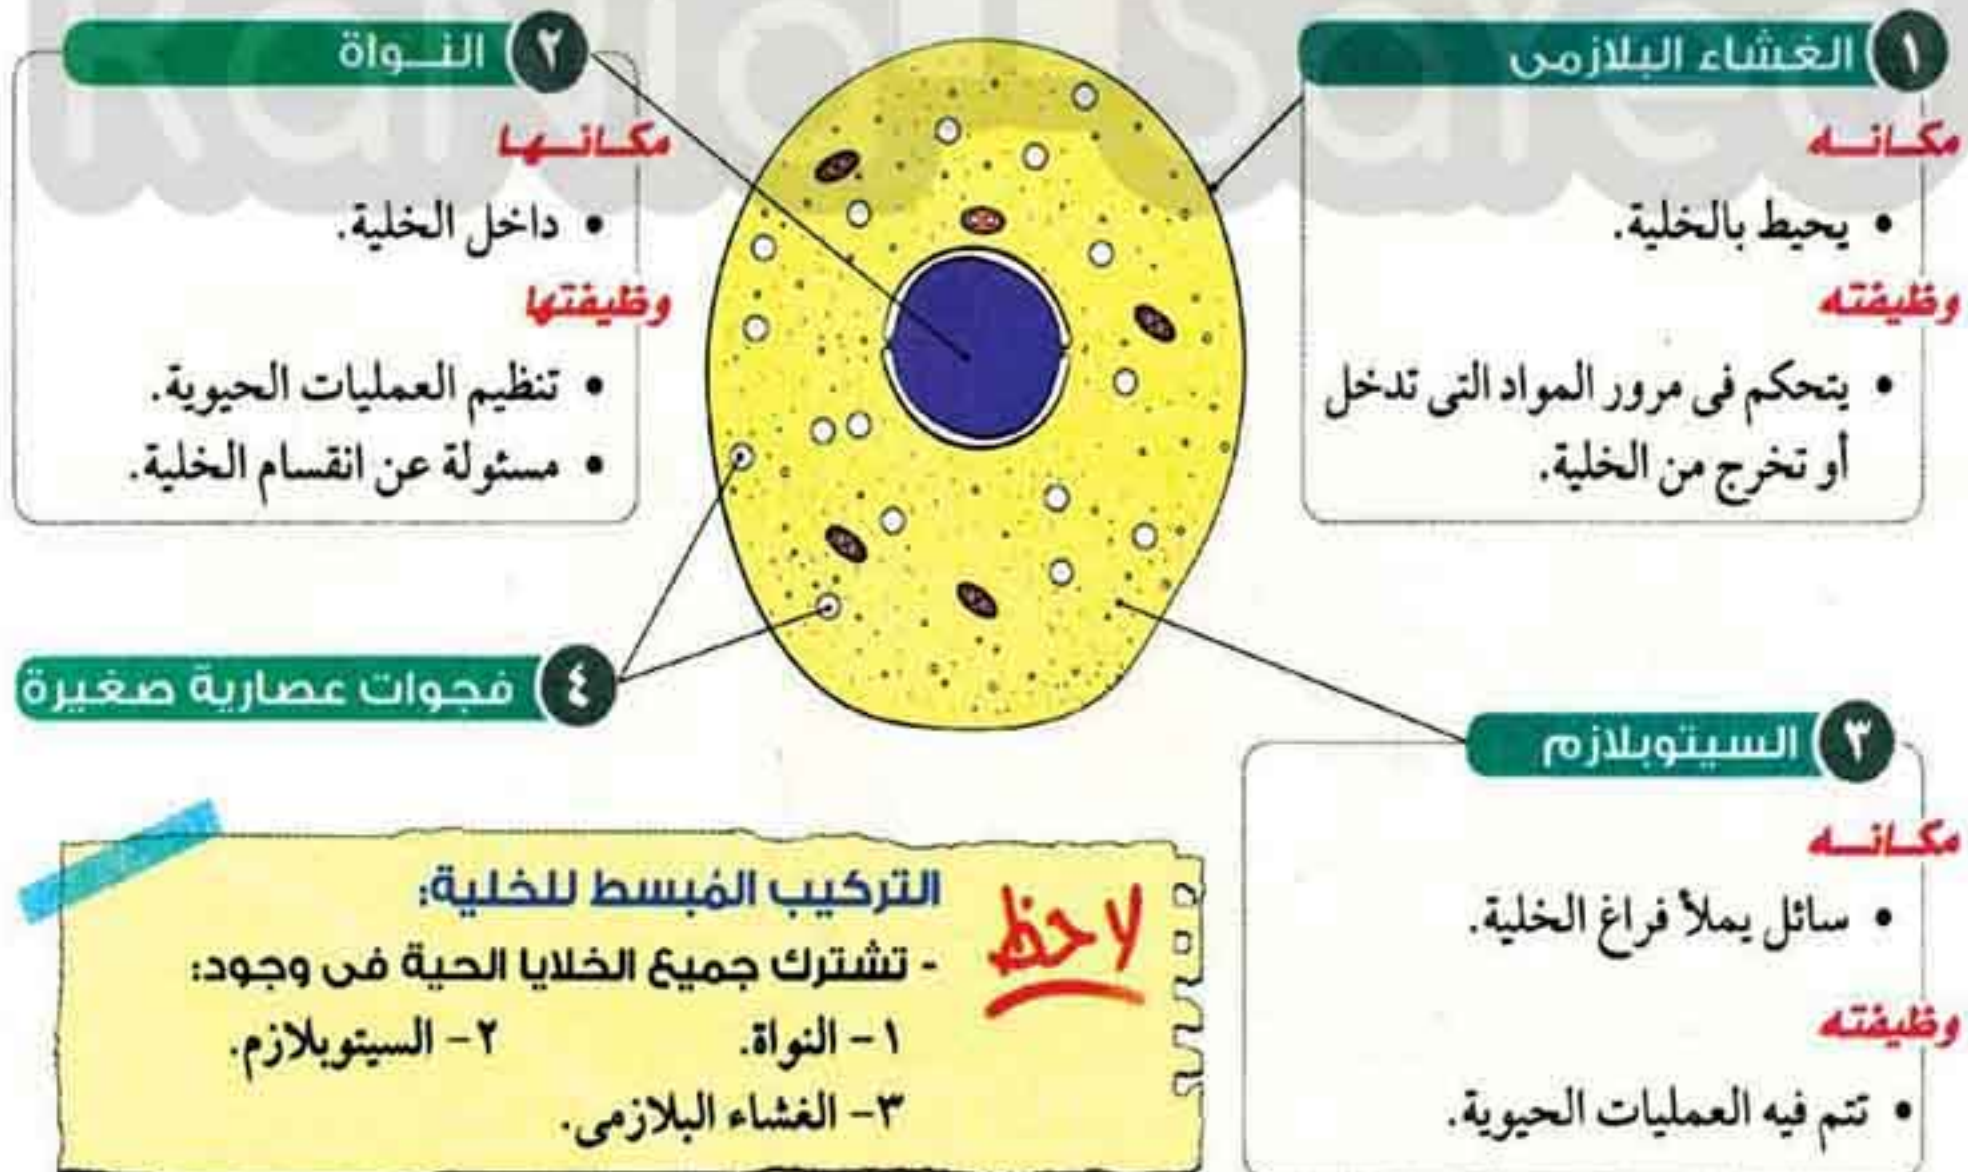 ١ الغشاء البلازمى
مكانه
• يحيط بالخلية.
وظيفته
• يتحكم فى مرور المواد التى تدخل
أو تخرج من الخلية.
٢ النواة
مكانها
• داخل الخلية.
وظيفتها
• تنظيم العمليات الحيوية.
• مسئولة عن انقسام الخلية.
٣ السيتوبلازم
مكانه
• سائل يملأ فراغ الخلية.
وظيفته
• تتم فيه العمليات الحيوية.
٤ فجوات عصارية صغيرة
لاحظ
التركيب المُبسط للخلية:
- تشترك جميع الخلايا الحية فى وجود:
١- النواة. ٢- السيتوبلازم.
٣- الغشاء البلازمى.